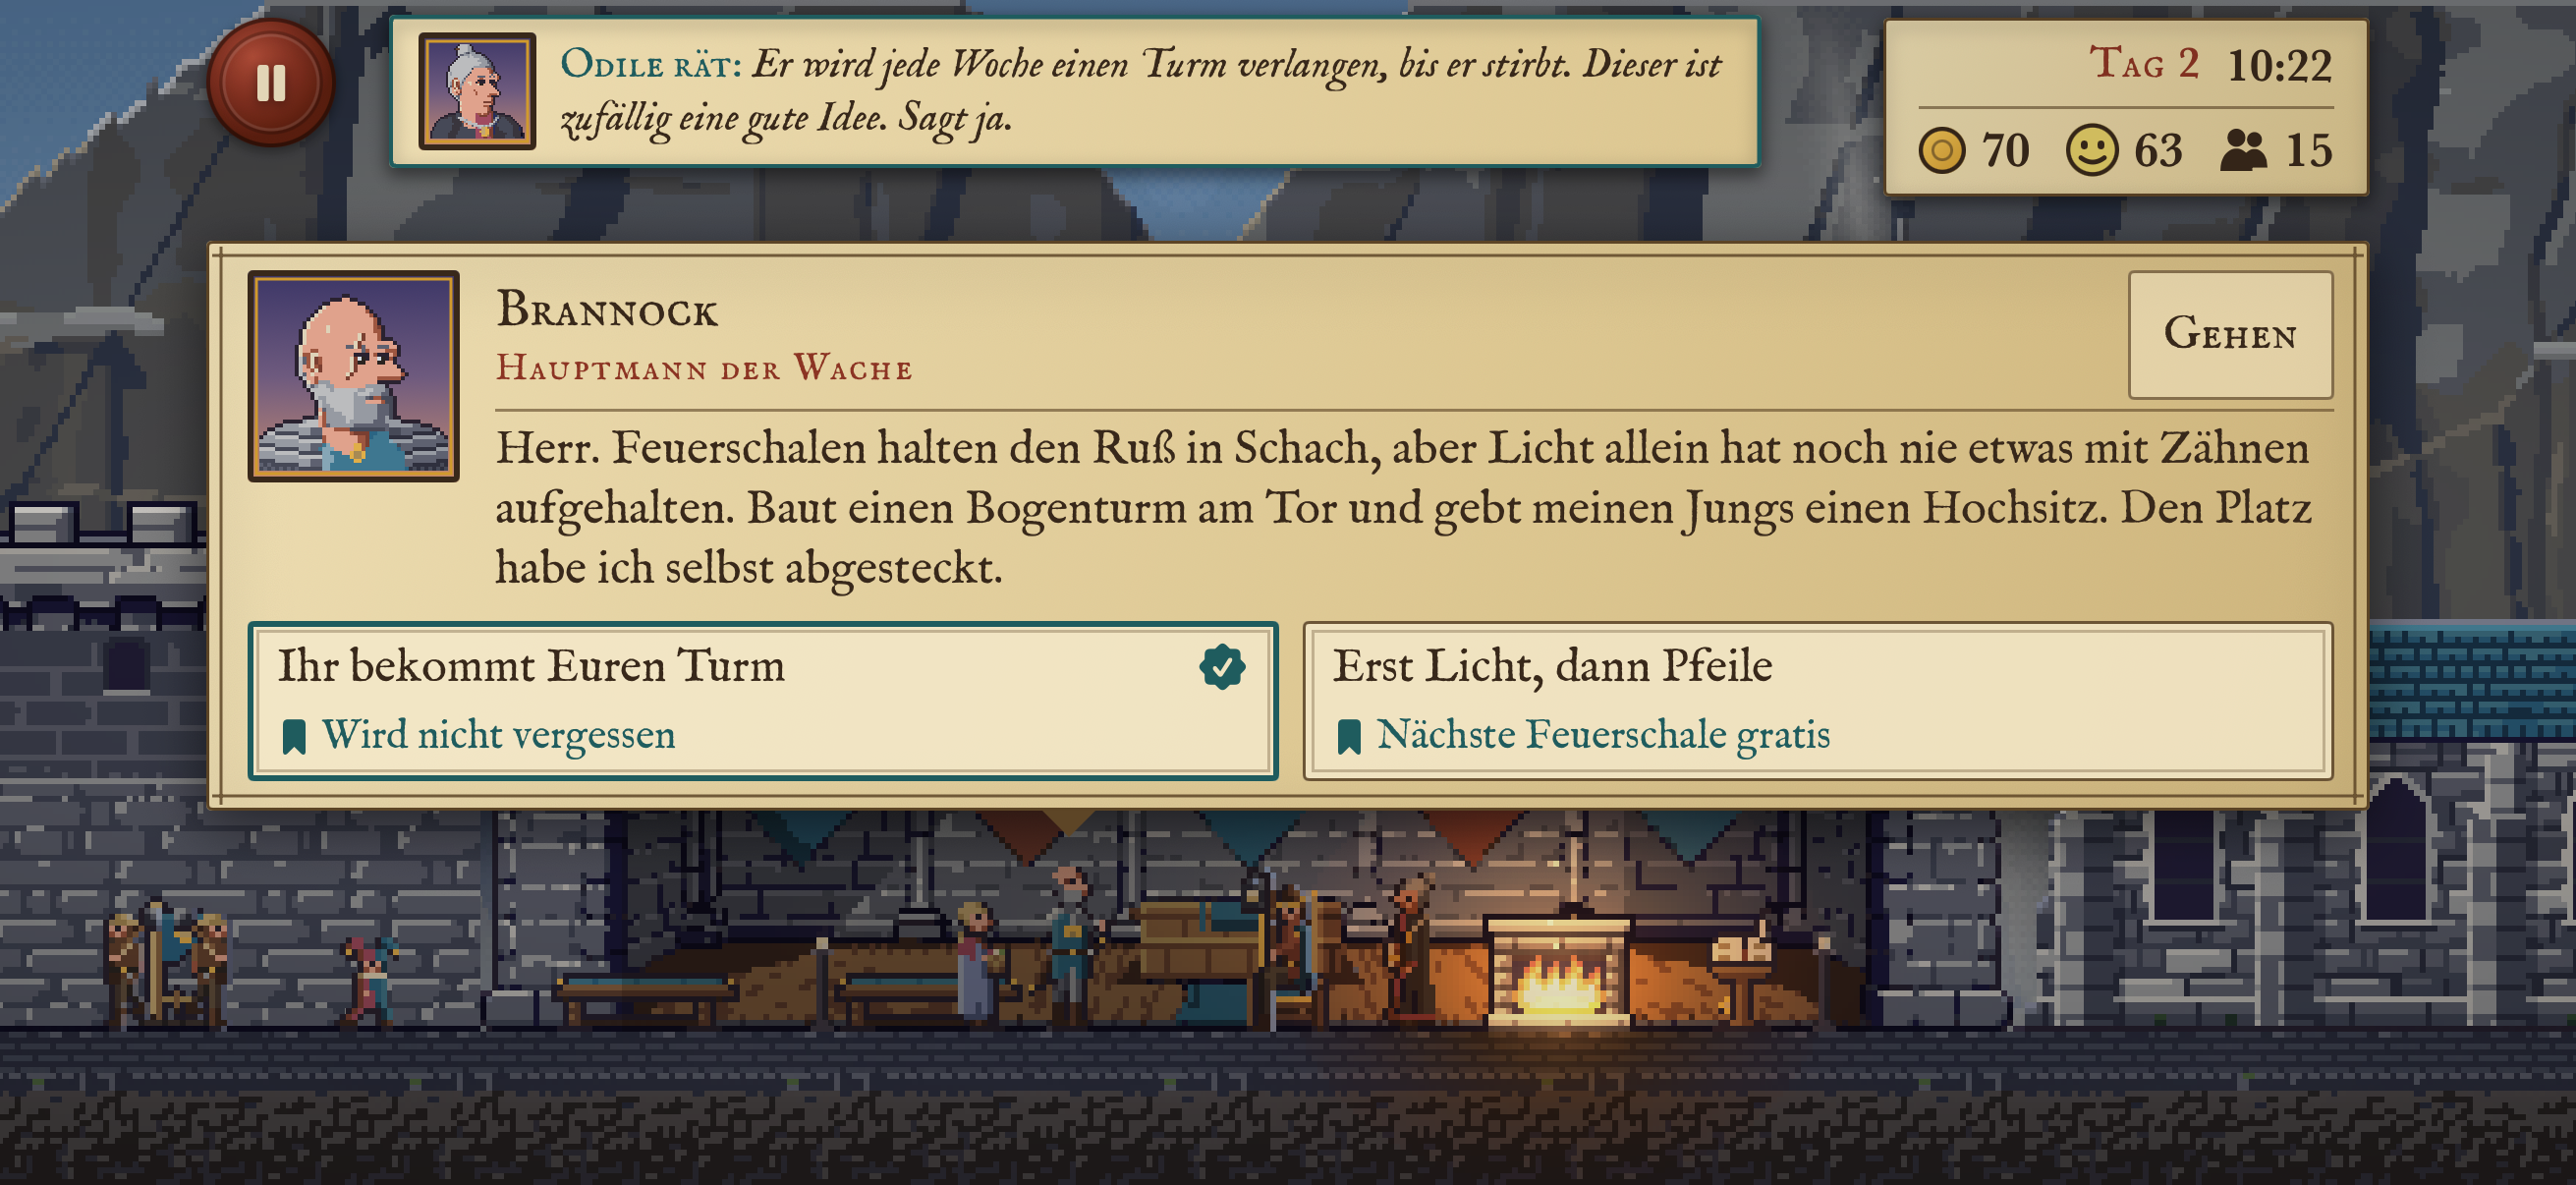 Odile rät: Er wird jede Woche einen Turm verlangen, bis er stirbt. Dieser ist
zufällig eine gute Idee. Sagt ja.
Tag 2 10:22
70 63 15
Brannock
Hauptmann der Wache
Gehen
Herr. Feuerschalen halten den Ruß in Schach, aber Licht allein hat noch nie etwas mit Zähnen
aufgehalten. Baut einen Bogenturm am Tor und gebt meinen Jungs einen Hochsitz. Den Platz
habe ich selbst abgesteckt.
Ihr bekommt Euren Turm
Wird nicht vergessen
Erst Licht, dann Pfeile
Nächste Feuerschale gratis